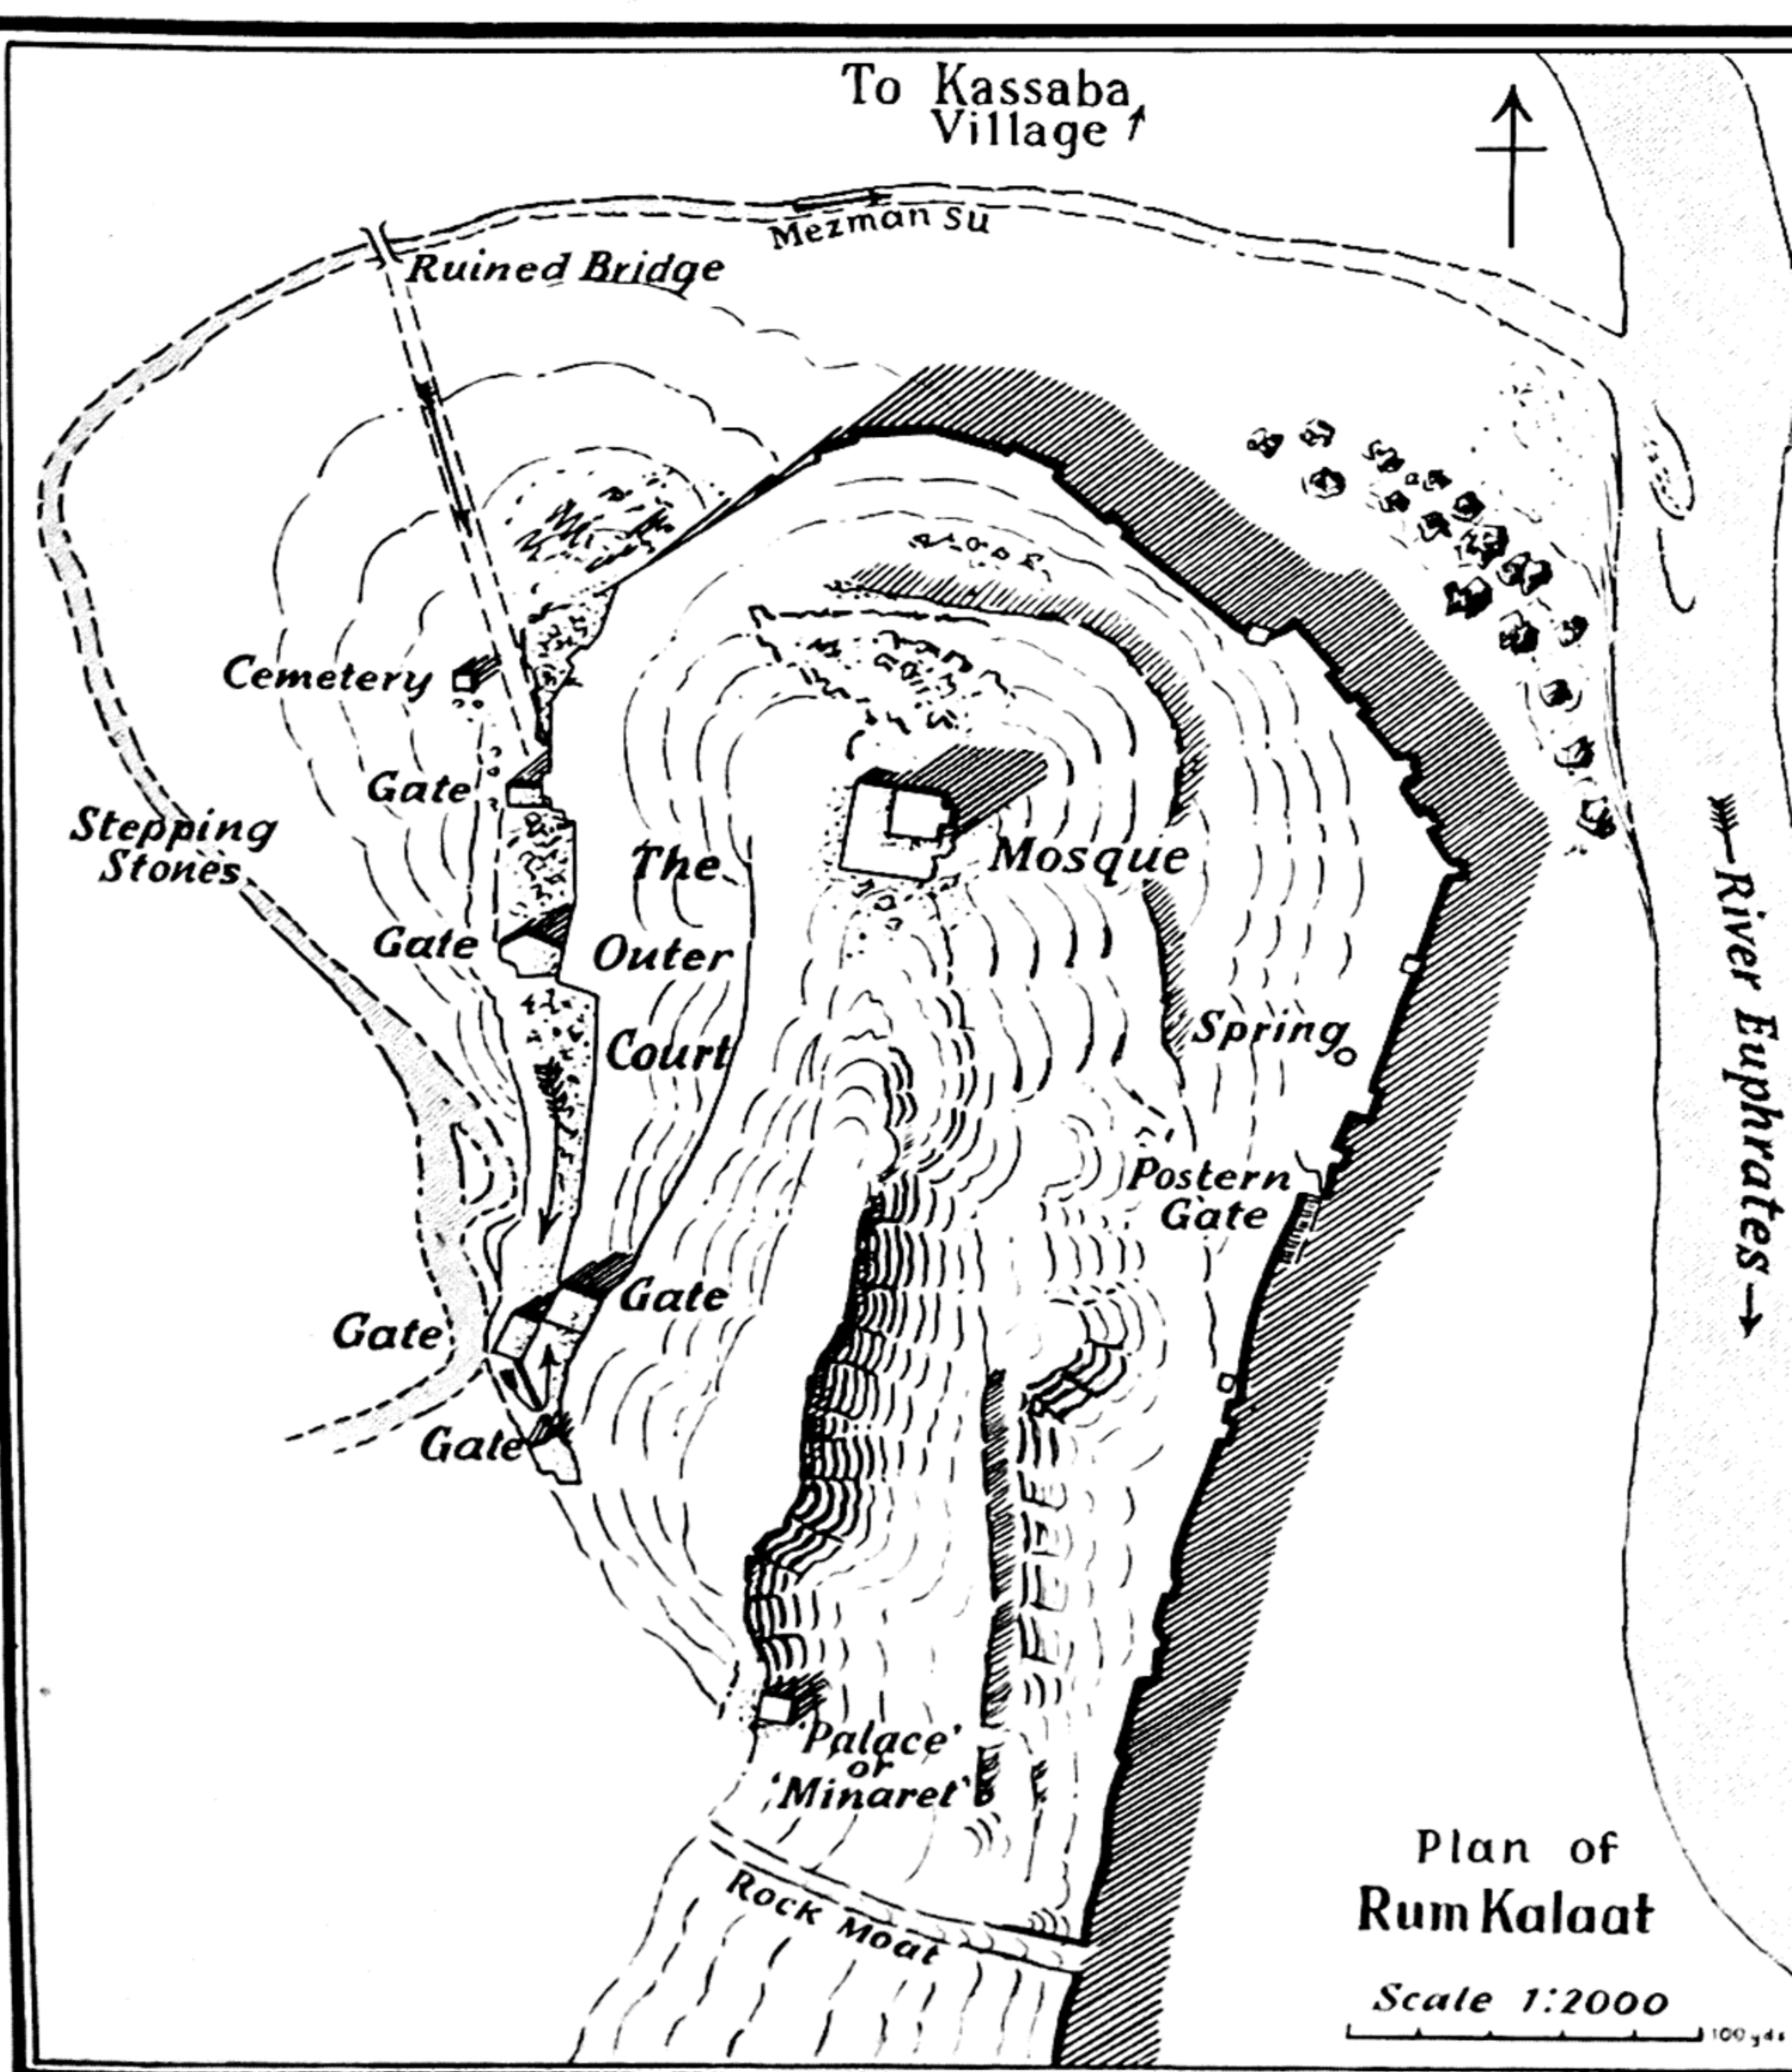 To Kassaba
Village
Mezman Su
Ruined Bridge
Cemetery
Gate
Stepping
Stones
The
Mosque
Gate
Outer
Court
Spring
River Euphrates
Postern
Gate
Gate
Gate
Gate
'Palace'
or
'Minaret'
Rock Moat
Plan of
Rum Kalaat
Scale 1:2000
100 yds